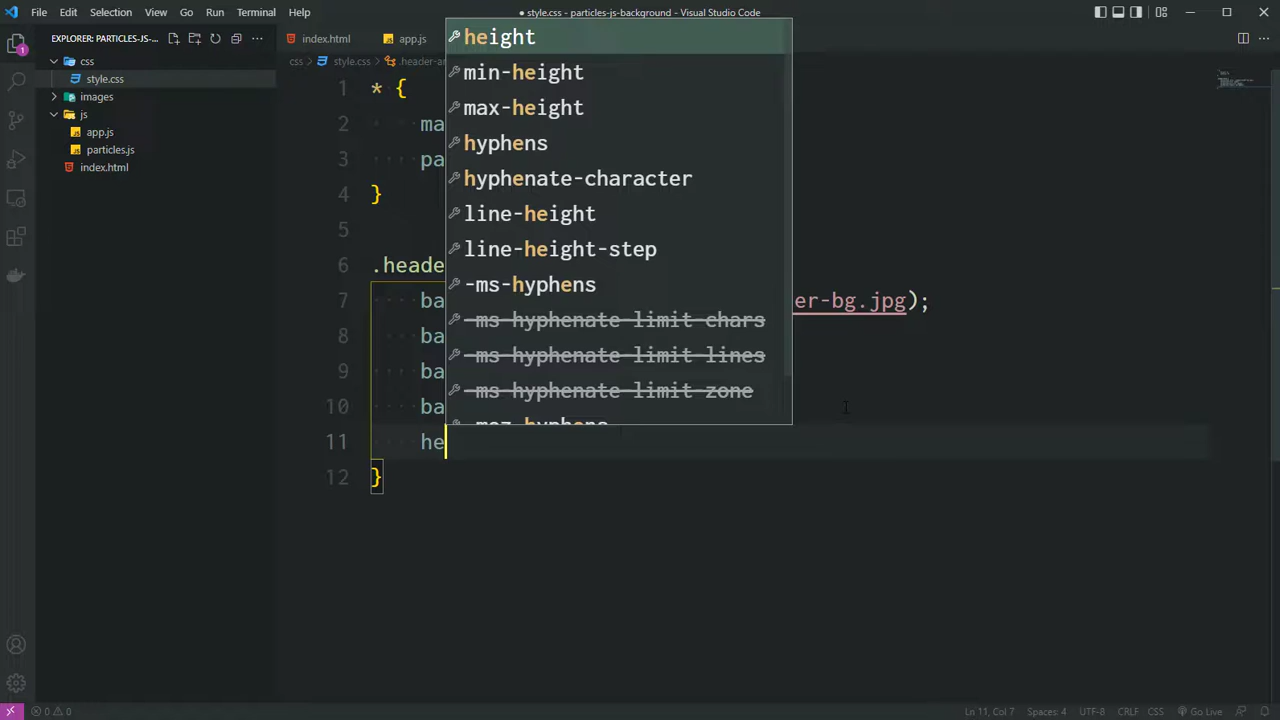 File Edit Selection View Go Run Terminal Help
● style.css - particles-js-background - Visual Studio Code
EXPLORER: PARTICLES-JS-...
css
style.css
images
js
app.js
particles.js
index.html
1
index.html
app.js
css > style.css > .header-ar
1 * {
2 ma
3 pa
4 }
5
6 .heade
7 ba er-bg.jpg);
8 ba
9 ba
10 ba
11 he
12 }
height
min-height
max-height
hyphens
hyphenate-character
line-height
line-height-step
-ms-hyphens
-ms-hyphenate-limit-chars
-ms-hyphenate-limit-lines
-ms-hyphenate-limit-zone
-moz-hyphens
0 0
Ln 11, Col 7 Spaces: 4 UTF-8 CRLF CSS Go Live